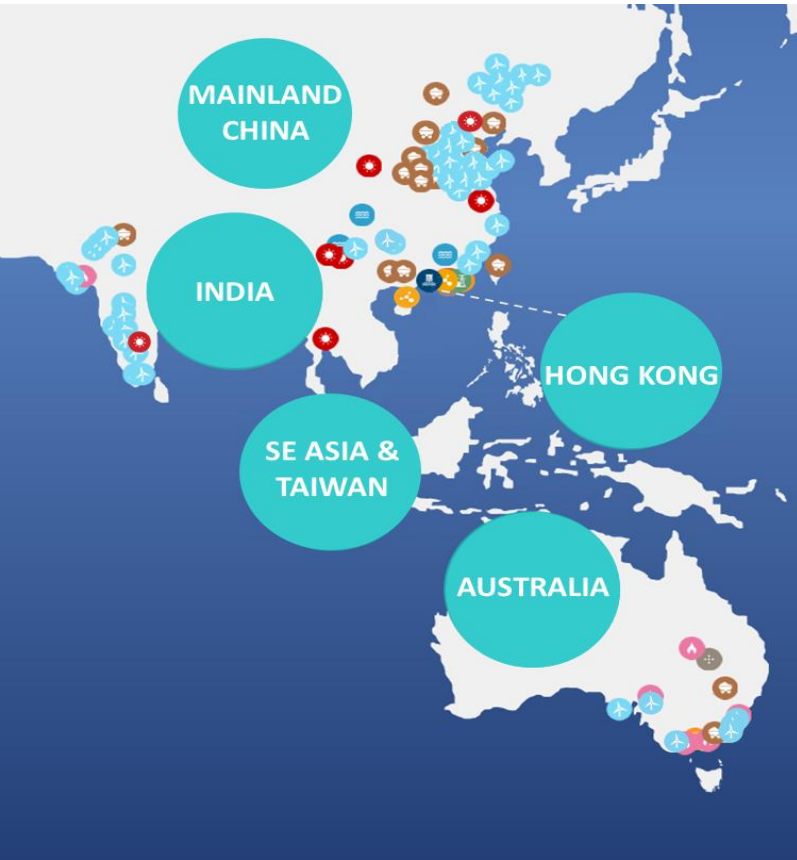 MAINLAND
CHINA
INDIA
HONG KONG
SE ASIA &
TAIWAN
AUSTRALIA